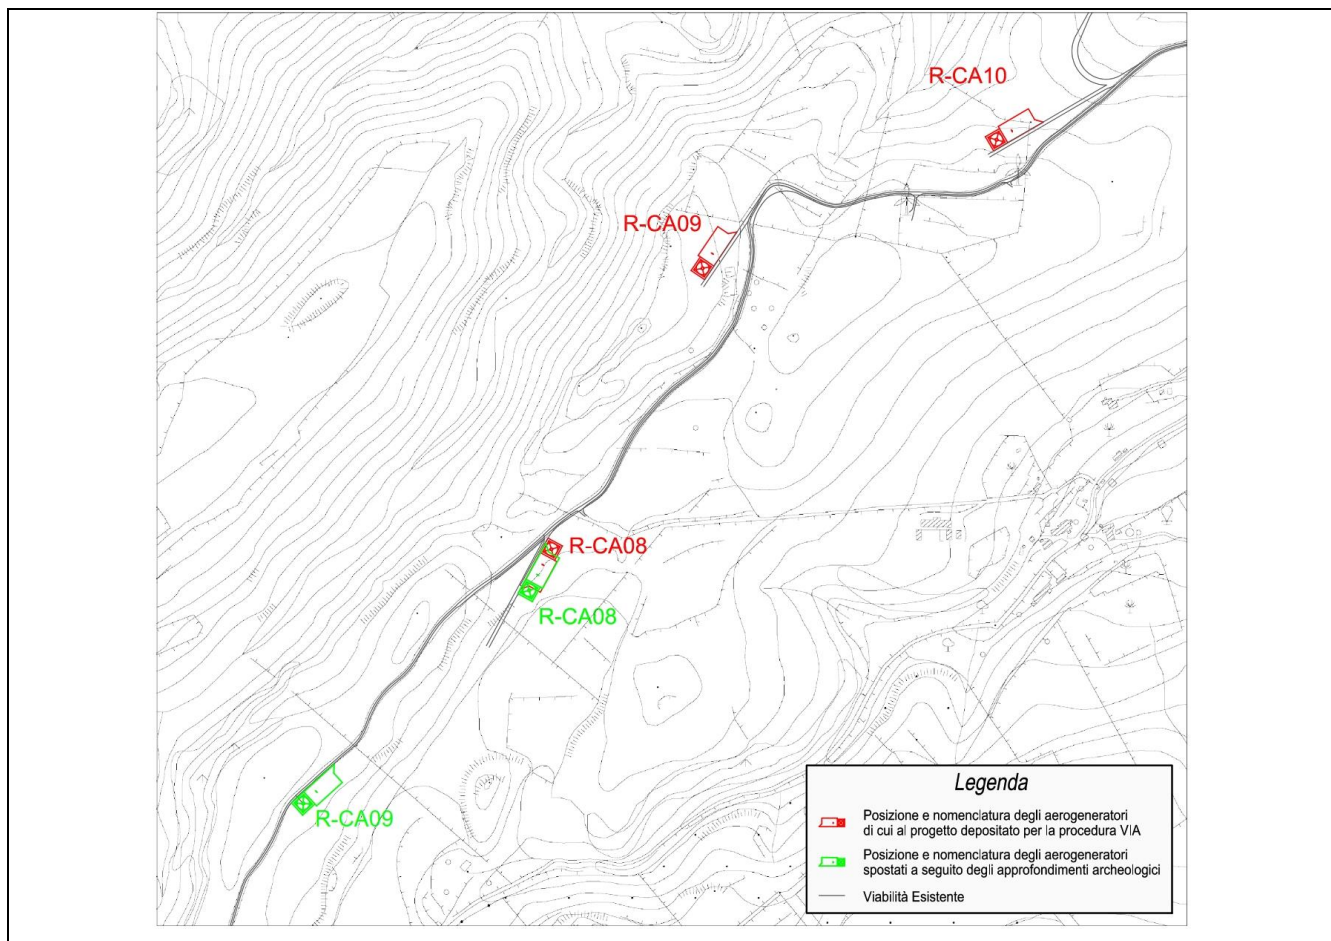 R-CA10
R-CA09
R-CA08
R-CA08
R-CA09
Legenda
Posizione e nomenclatura degli aerogeneratori
di cui al progetto depositato per la procedura VIA
Posizione e nomenclatura degli aerogeneratori
spostati a seguito degli approfondimenti archeologici
Viabilità Esistente